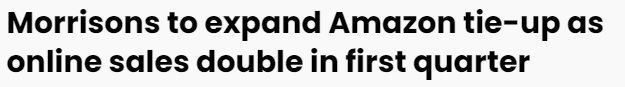 Morrisons to expand Amazon tie-up as
online sales double in first quarter